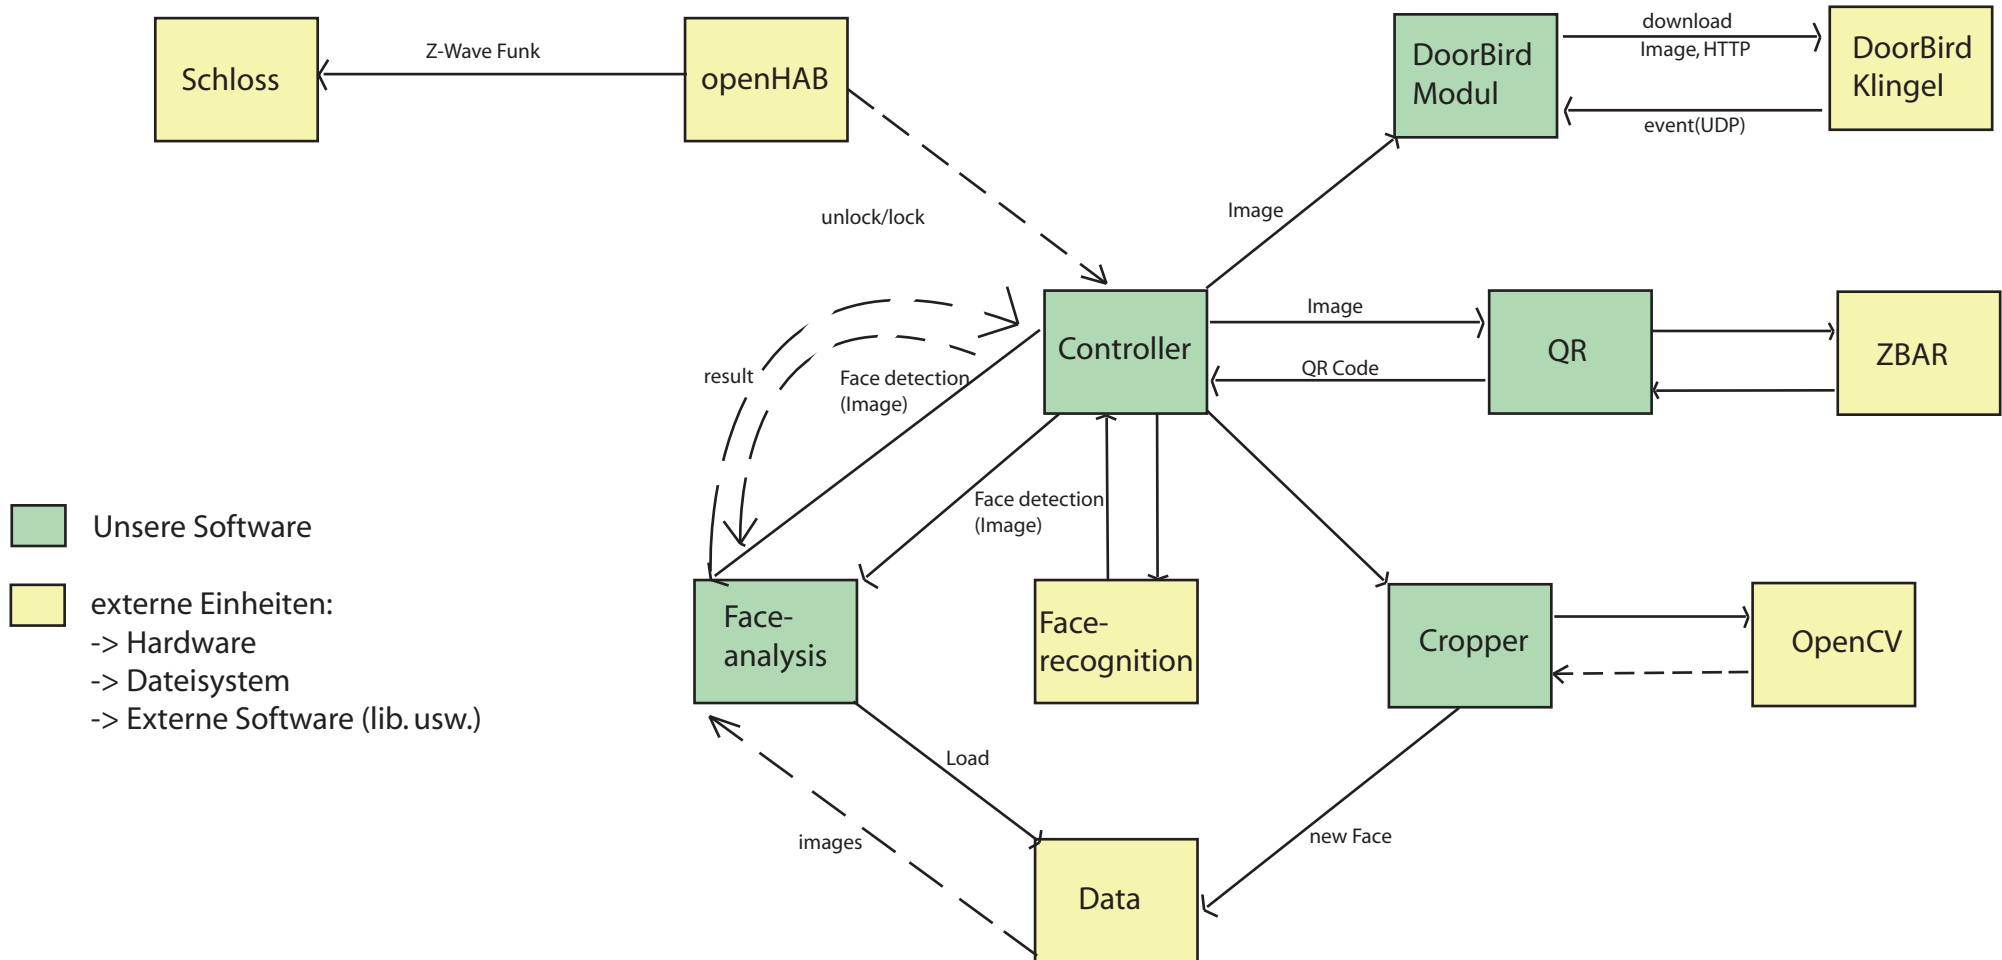 Schloss
Z-Wave Funk
openHAB
DoorBird
Modul
download
Image, HTTP
event(UDP)
DoorBird
Klingel
unlock/lock
Image
Controller
Image
QR Code
QR
ZBAR
result
Face detection
(Image)
Face detection
(Image)
Unsere Software
externe Einheiten:
-> Hardware
-> Dateisystem
-> Externe Software (lib. usw.)
Face-
analysis
Face-
recognition
Cropper
OpenCV
Load
images
new Face
Data